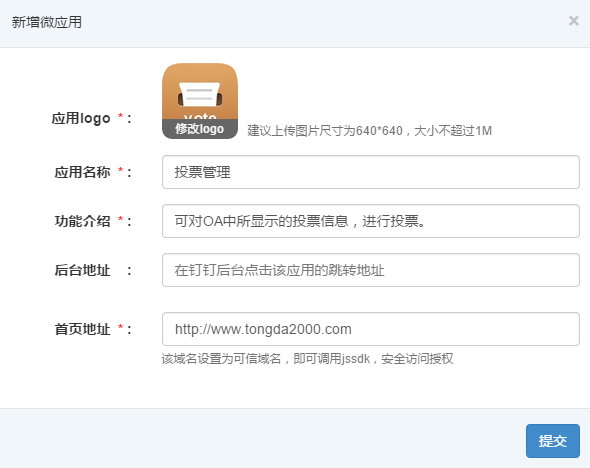 新增微应用 ×
vote
修改logo
应用logo *： 建议上传图片尺寸为640*640，大小不超过1M
应用名称 *： 投票管理
功能介绍 *： 可对OA中所显示的投票信息，进行投票。
后台地址 ： 在钉钉后台点击该应用的跳转地址
首页地址 *： http://www.tongda2000.com
该域名设置为可信域名，即可调用jssdk，安全访问授权
提交